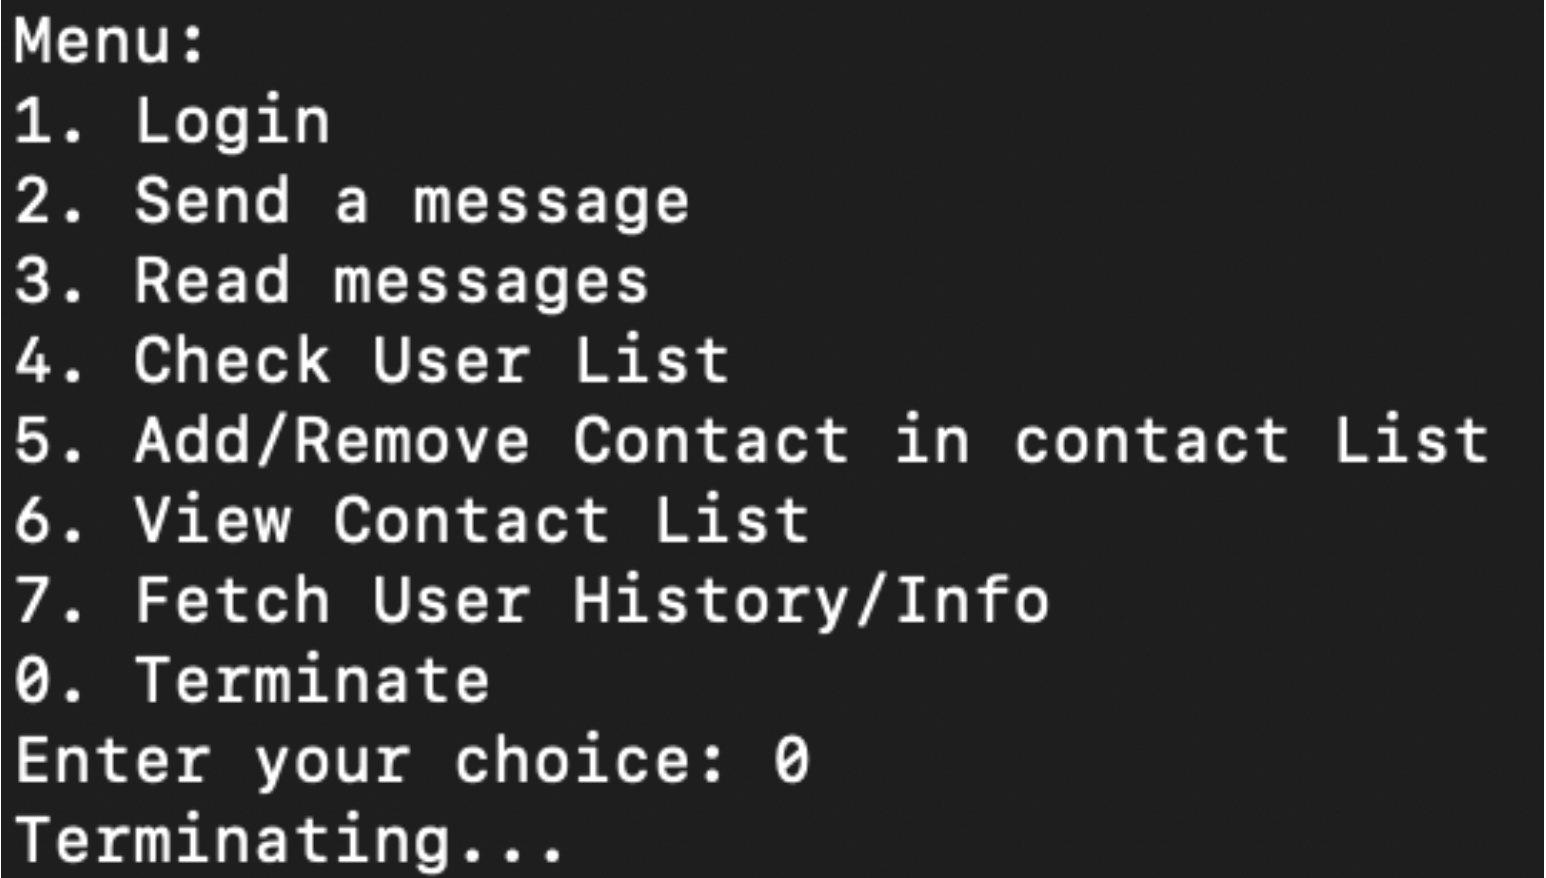 Menu:
1. Login
2. Send a message
3. Read messages
4. Check User List
5. Add/Remove Contact in contact List
6. View Contact List
7. Fetch User History/Info
0. Terminate
Enter your choice: 0
Terminating...